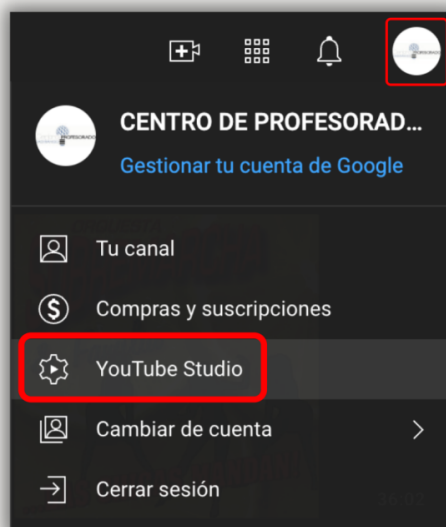 CENTRO DE PROFESORAD...
Gestionar tu cuenta de Google
Tu canal
Compras y suscripciones
YouTube Studio
Cambiar de cuenta
Cerrar sesión